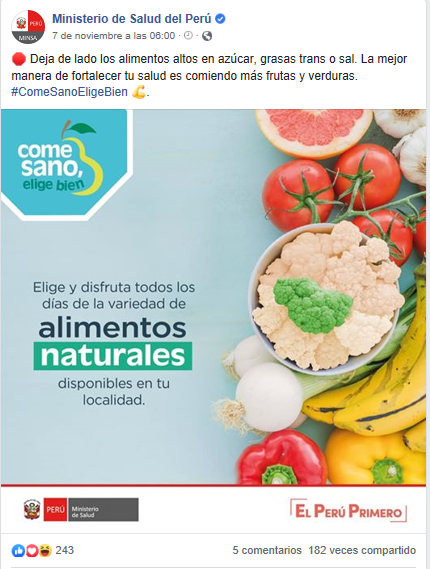 PERÚ
MINSA
Ministerio de Salud del Perú
7 de noviembre a las 06:00 ·
Deja de lado los alimentos altos en azúcar, grasas trans o sal. La mejor
manera de fortalecer tu salud es comiendo más frutas y verduras.
#ComeSanoEligeBien 💪.
come
sano,
elige bien
Elige y disfruta todos los
días de la variedad de
alimentos
naturales
disponibles en tu
localidad.
PERÚ
Ministerio
de Salud
EL PERÚ PRIMERO
243
5 comentarios 182 veces compartido